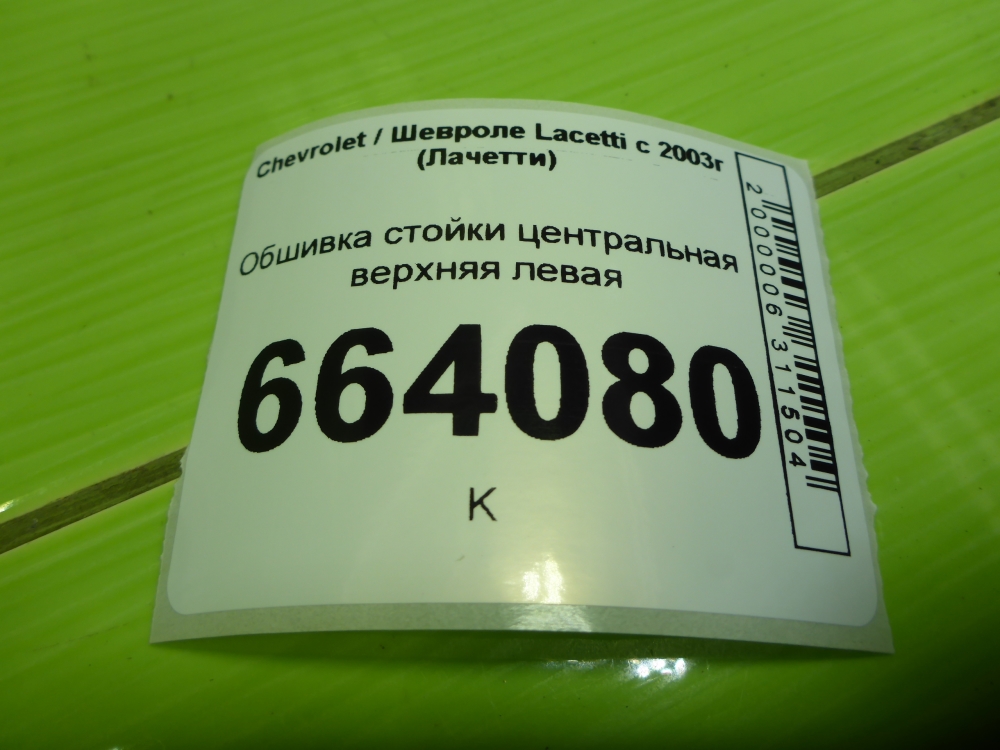 Chevrolet / Шевроле Lacetti с 2003г
(Лачетти)
Обшивка стойки центральная
верхняя левая
664080
К
2000006311504